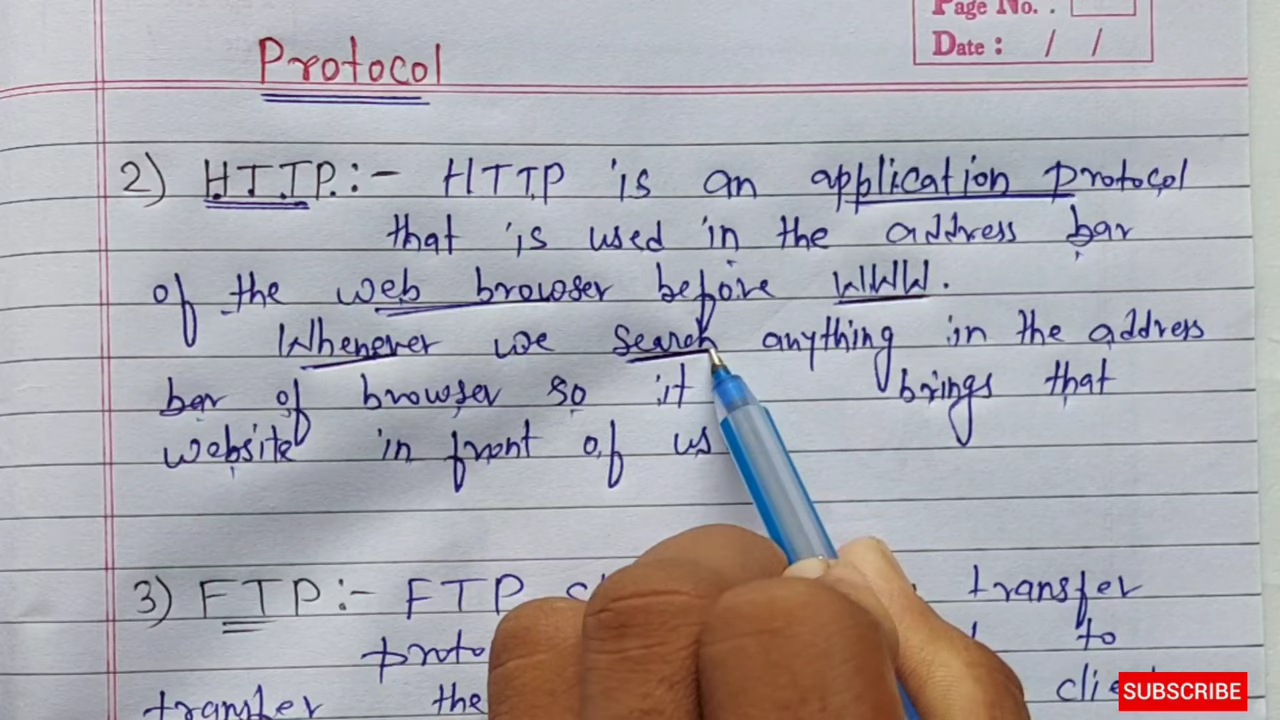 Page No. :
Date : / /
Protocol
2) HTTP :- HTTP is an application protocol
that is used in the address bar
of the web browser before WWW.
Whenever we search anything in the address
bar of browser so it brings that
website in front of us
3) FTP :- FTP transfer
to
transfer the
SUBSCRIBE